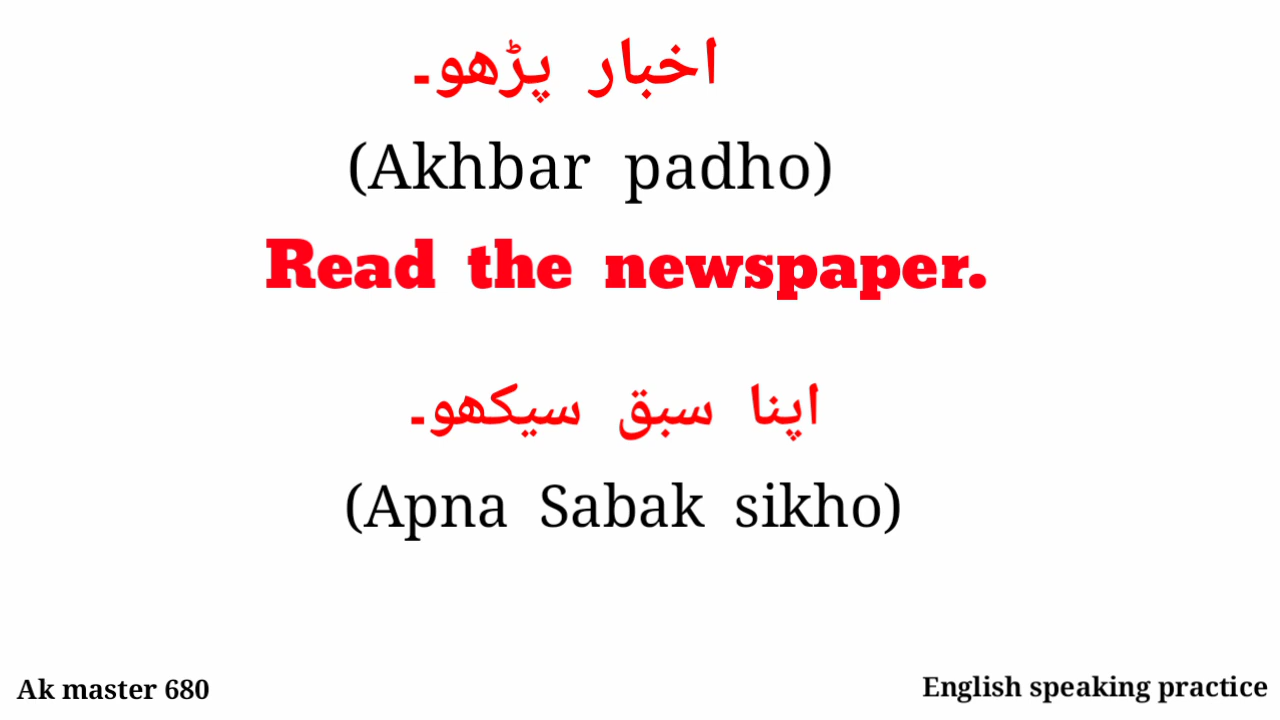 اخبار پڑھو۔
(Akhbar padho)
Read the newspaper.
اپنا سبق سیکھو۔
(Apna Sabak sikho)
Ak master 680
English speaking practice